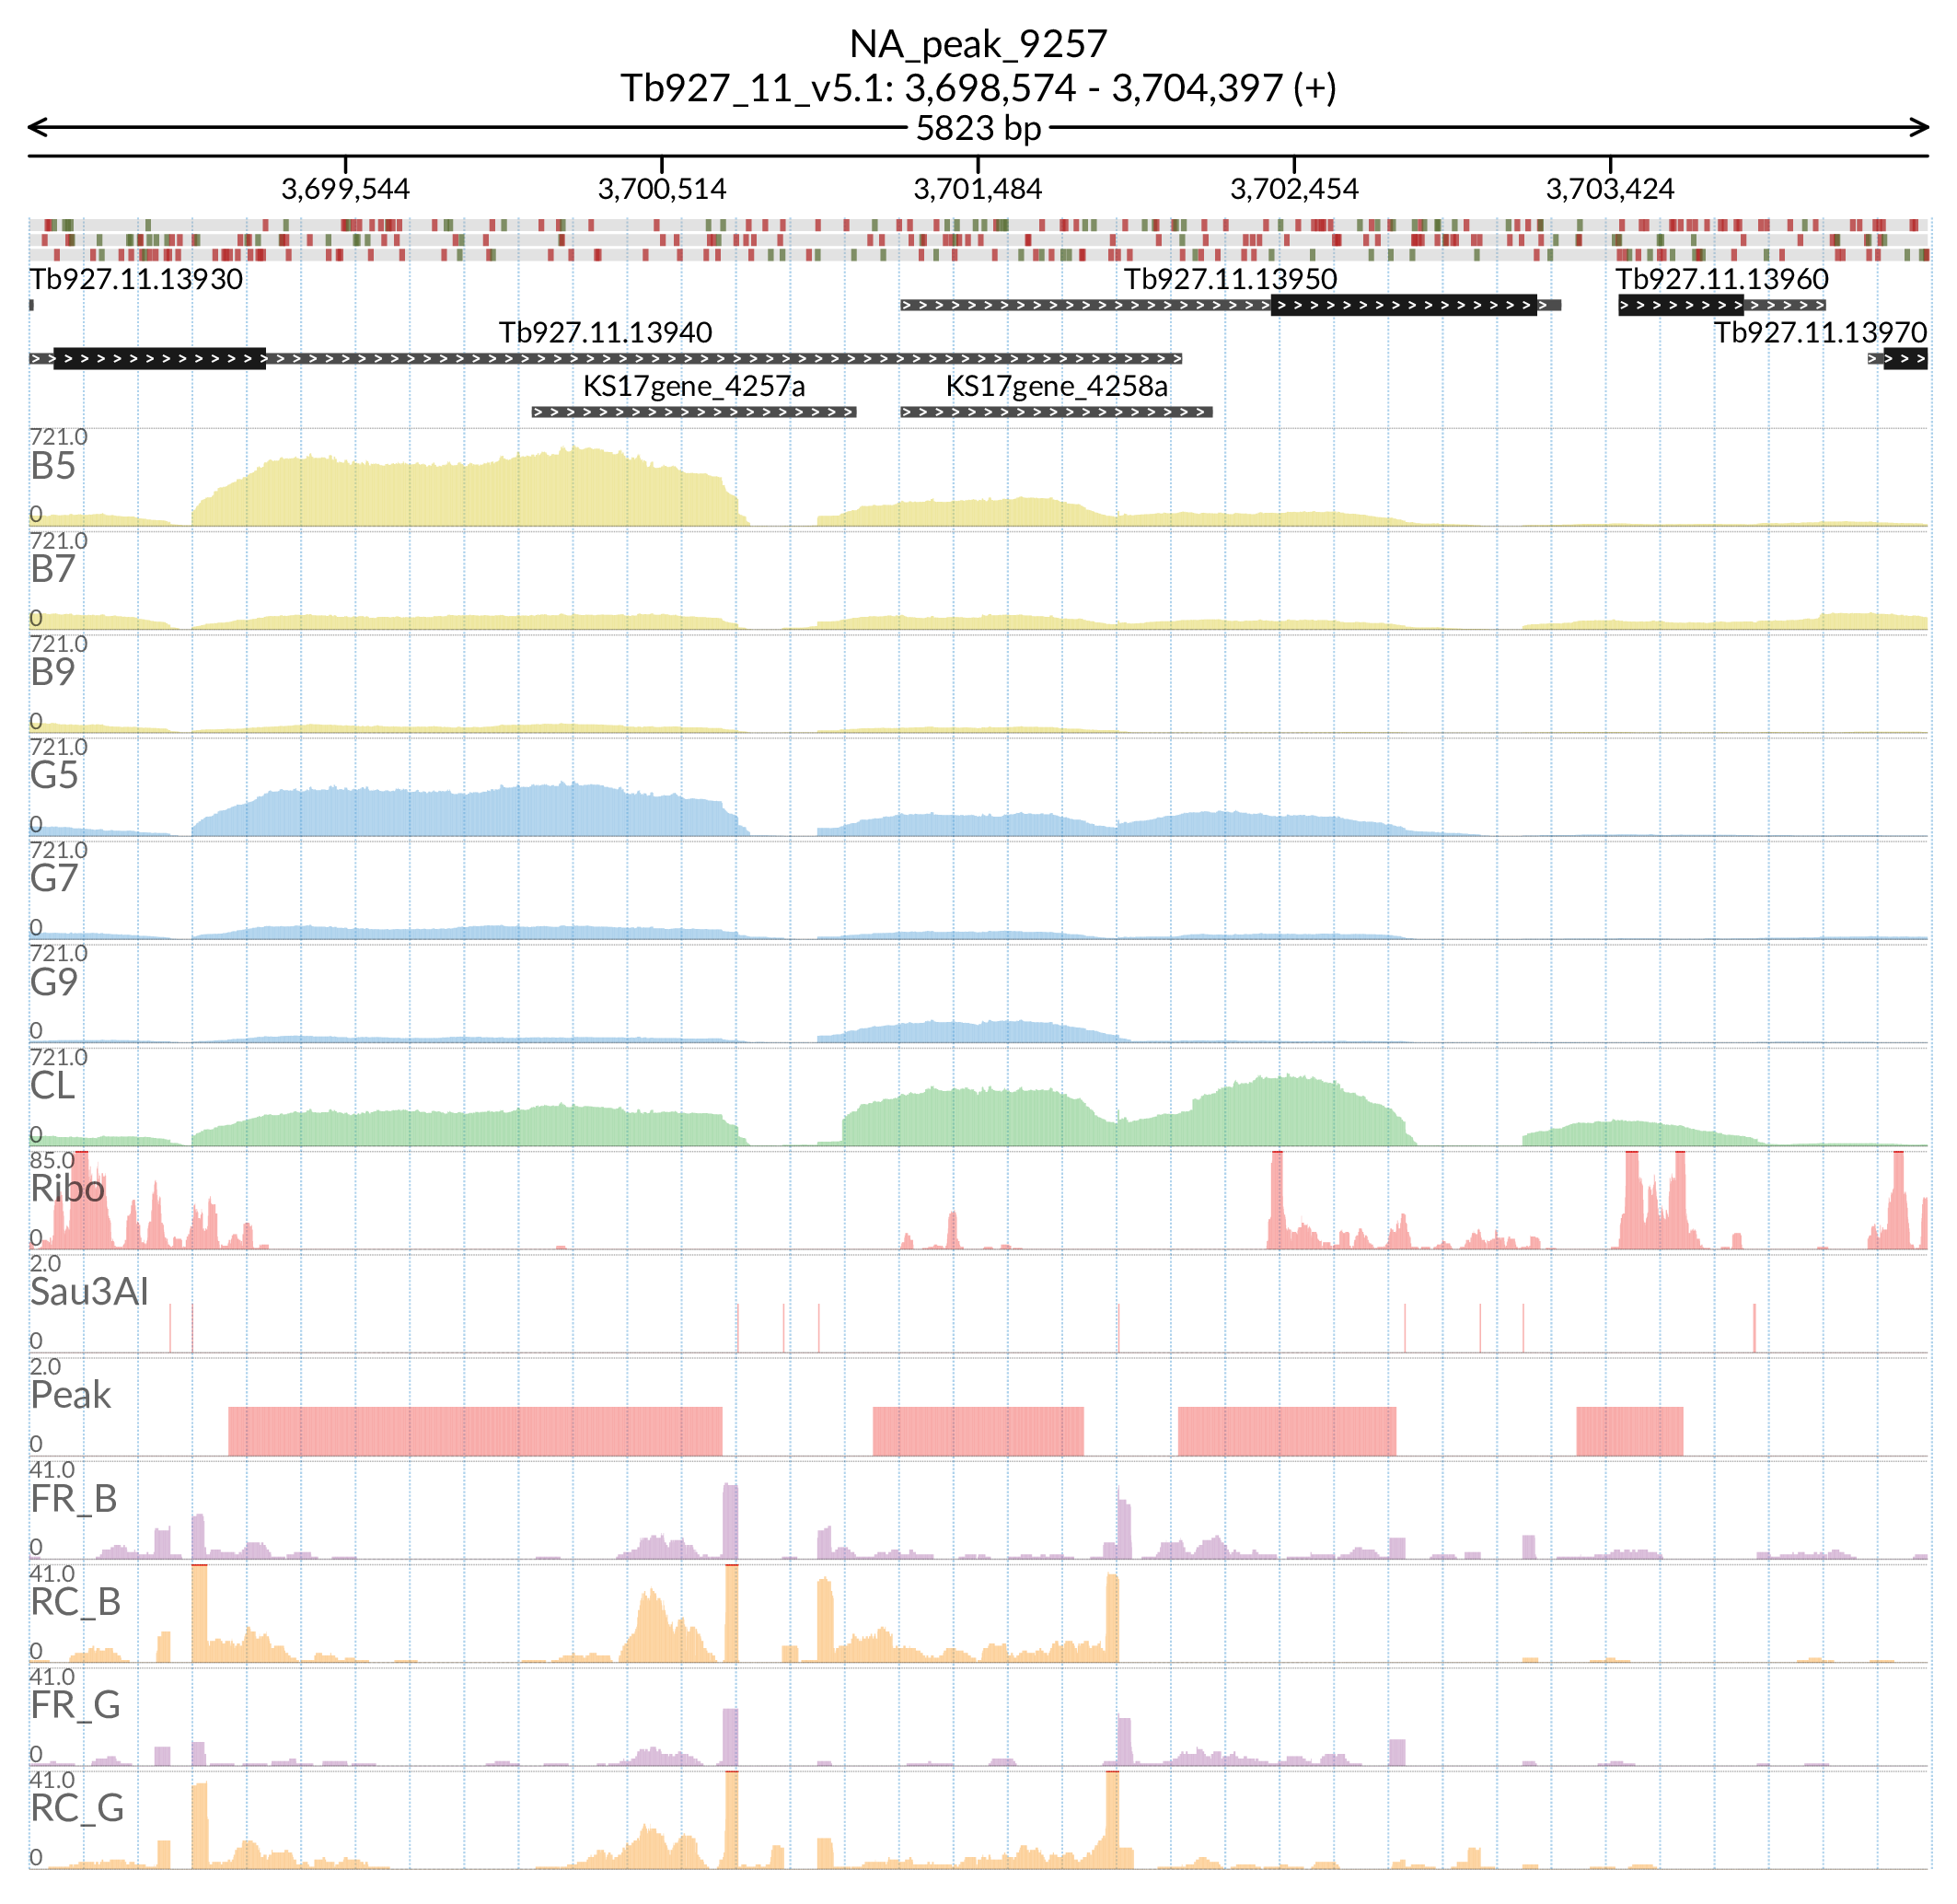 NA_peak_9257
Tb927_11_v5.1: 3,698,574 - 3,704,397 (+)
5823 bp
3,699,544 3,700,514 3,701,484 3,702,454 3,703,424
Tb927.11.13930 Tb927.11.13950 Tb927.11.13960
Tb927.11.13940 Tb927.11.13970
KS17gene_4257a KS17gene_4258a
721.0
B5
0
721.0
B7
0
721.0
B9
0
721.0
G5
0
721.0
G7
0
721.0
G9
0
721.0
CL
0
85.0
Ribo
0
2.0
Sau3AI
0
2.0
Peak
0
41.0
FR_B
0
41.0
RC_B
0
41.0
FR_G
0
41.0
RC_G
0